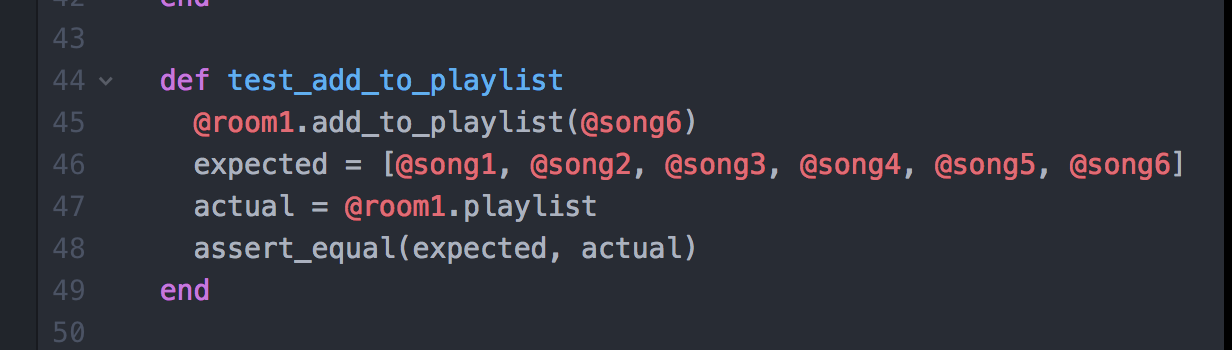 42 end
43
44 def test_add_to_playlist
45 @room1.add_to_playlist(@song6)
46 expected = [@song1, @song2, @song3, @song4, @song5, @song6]
47 actual = @room1.playlist
48 assert_equal(expected, actual)
49 end
50